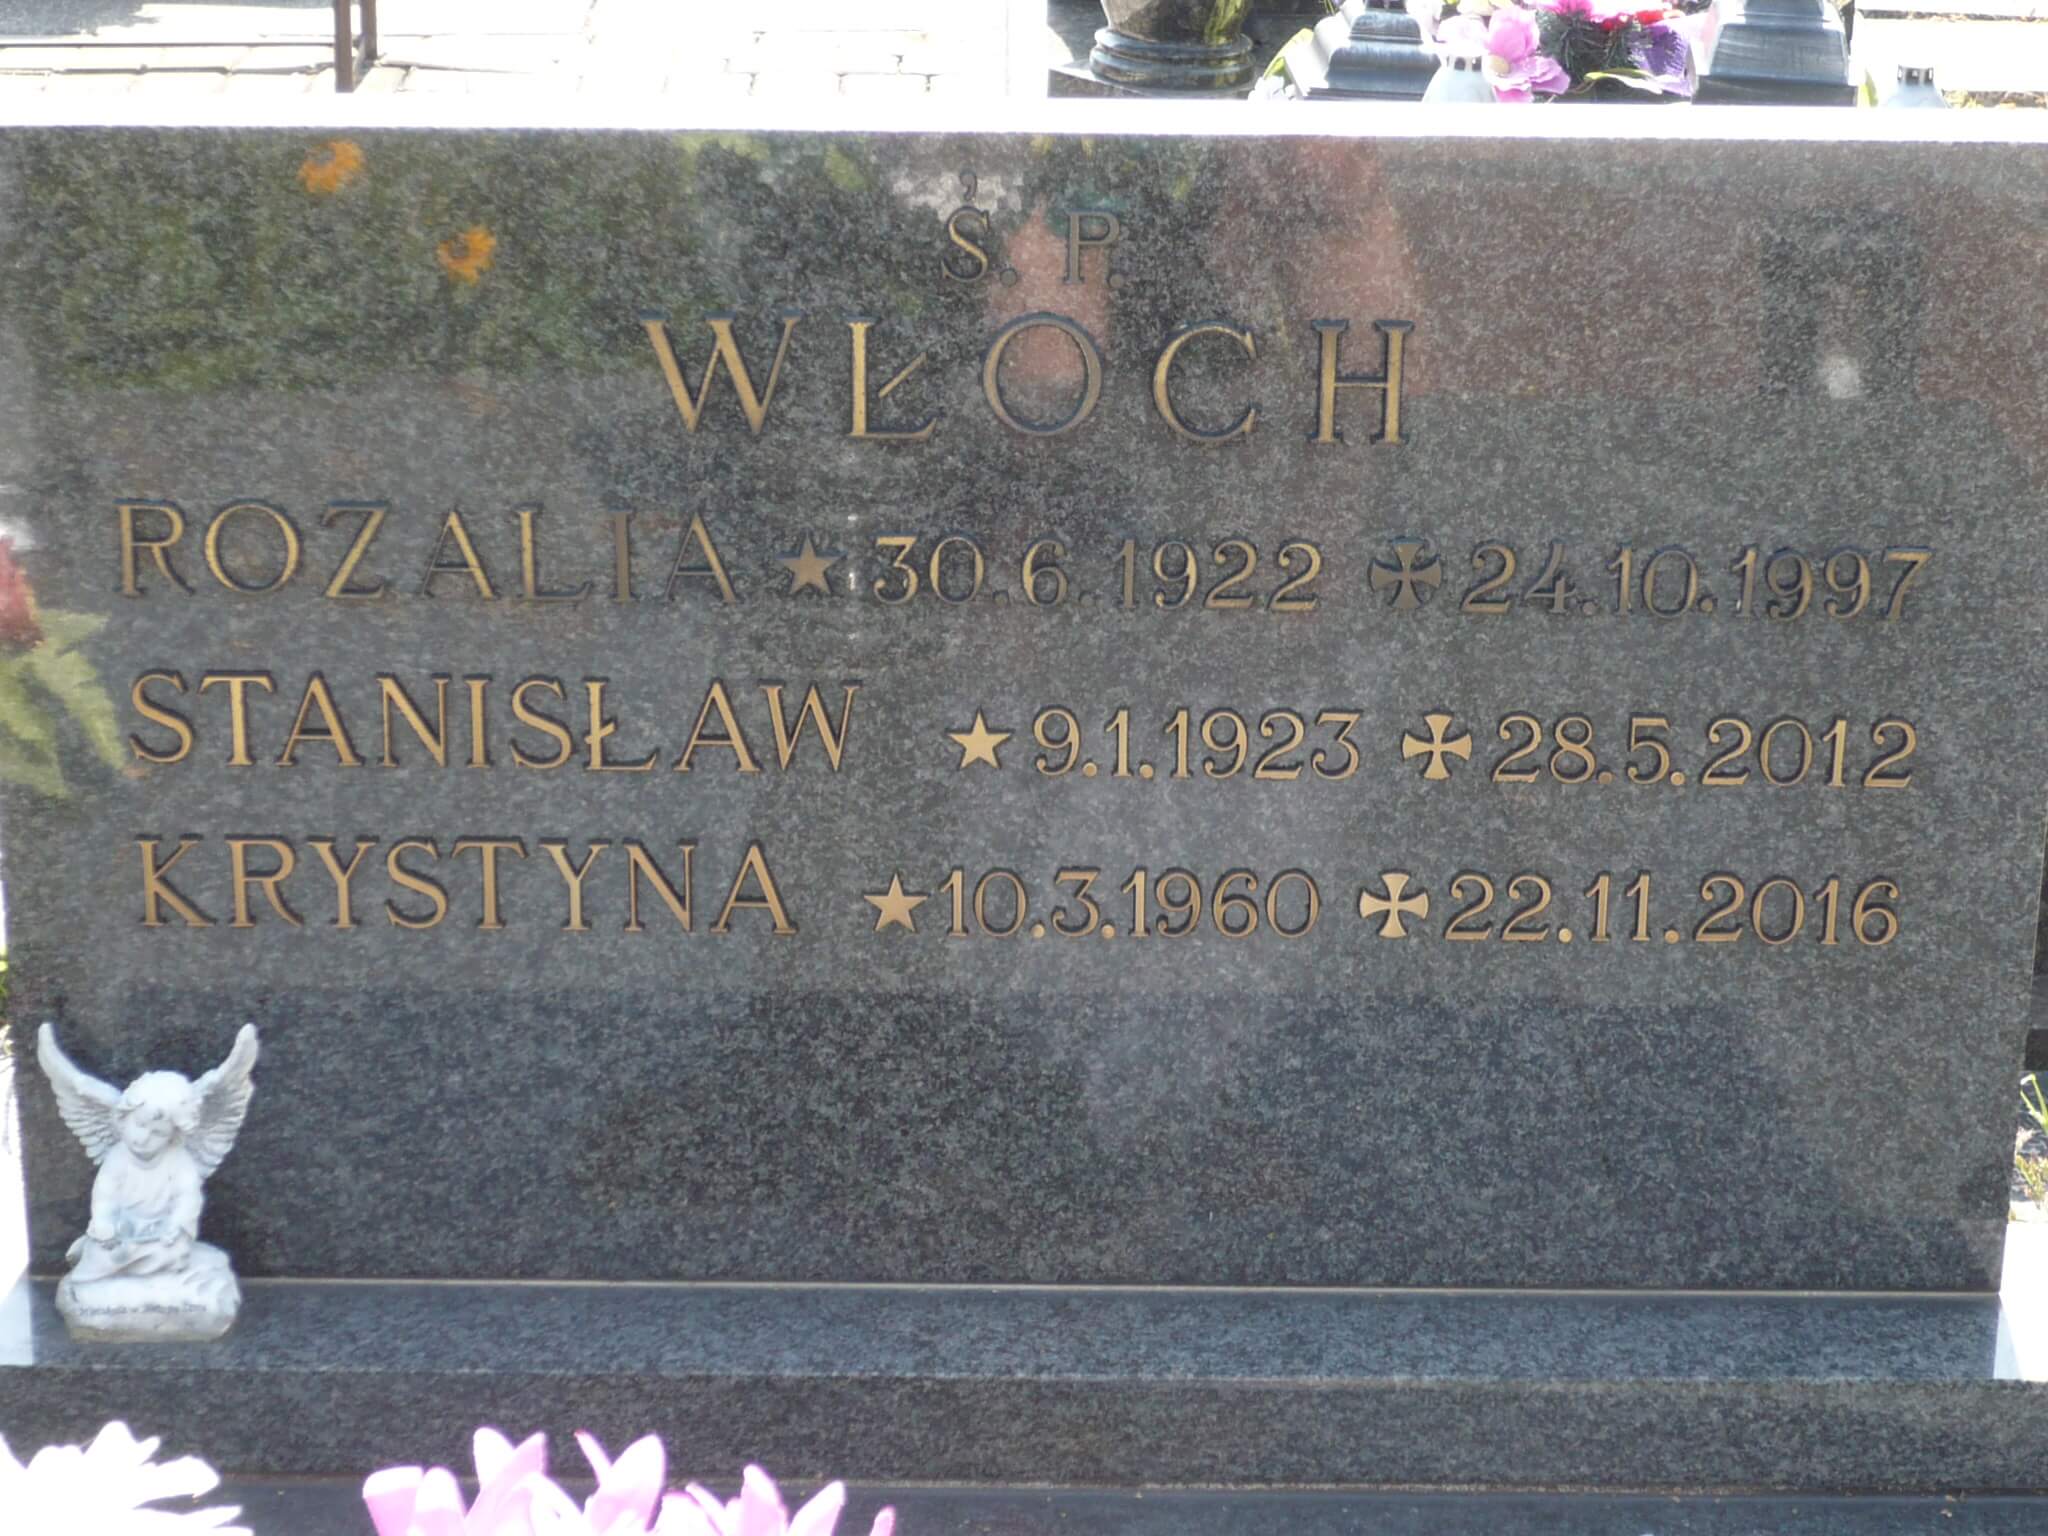 Ś. P.
WŁOCH
ROZALIA ★ 30.6.1922 ✠ 24.10.1997
STANISŁAW ★ 9.1.1923 ✠ 28.5.2012
KRYSTYNA ★ 10.3.1960 ✠ 22.11.2016